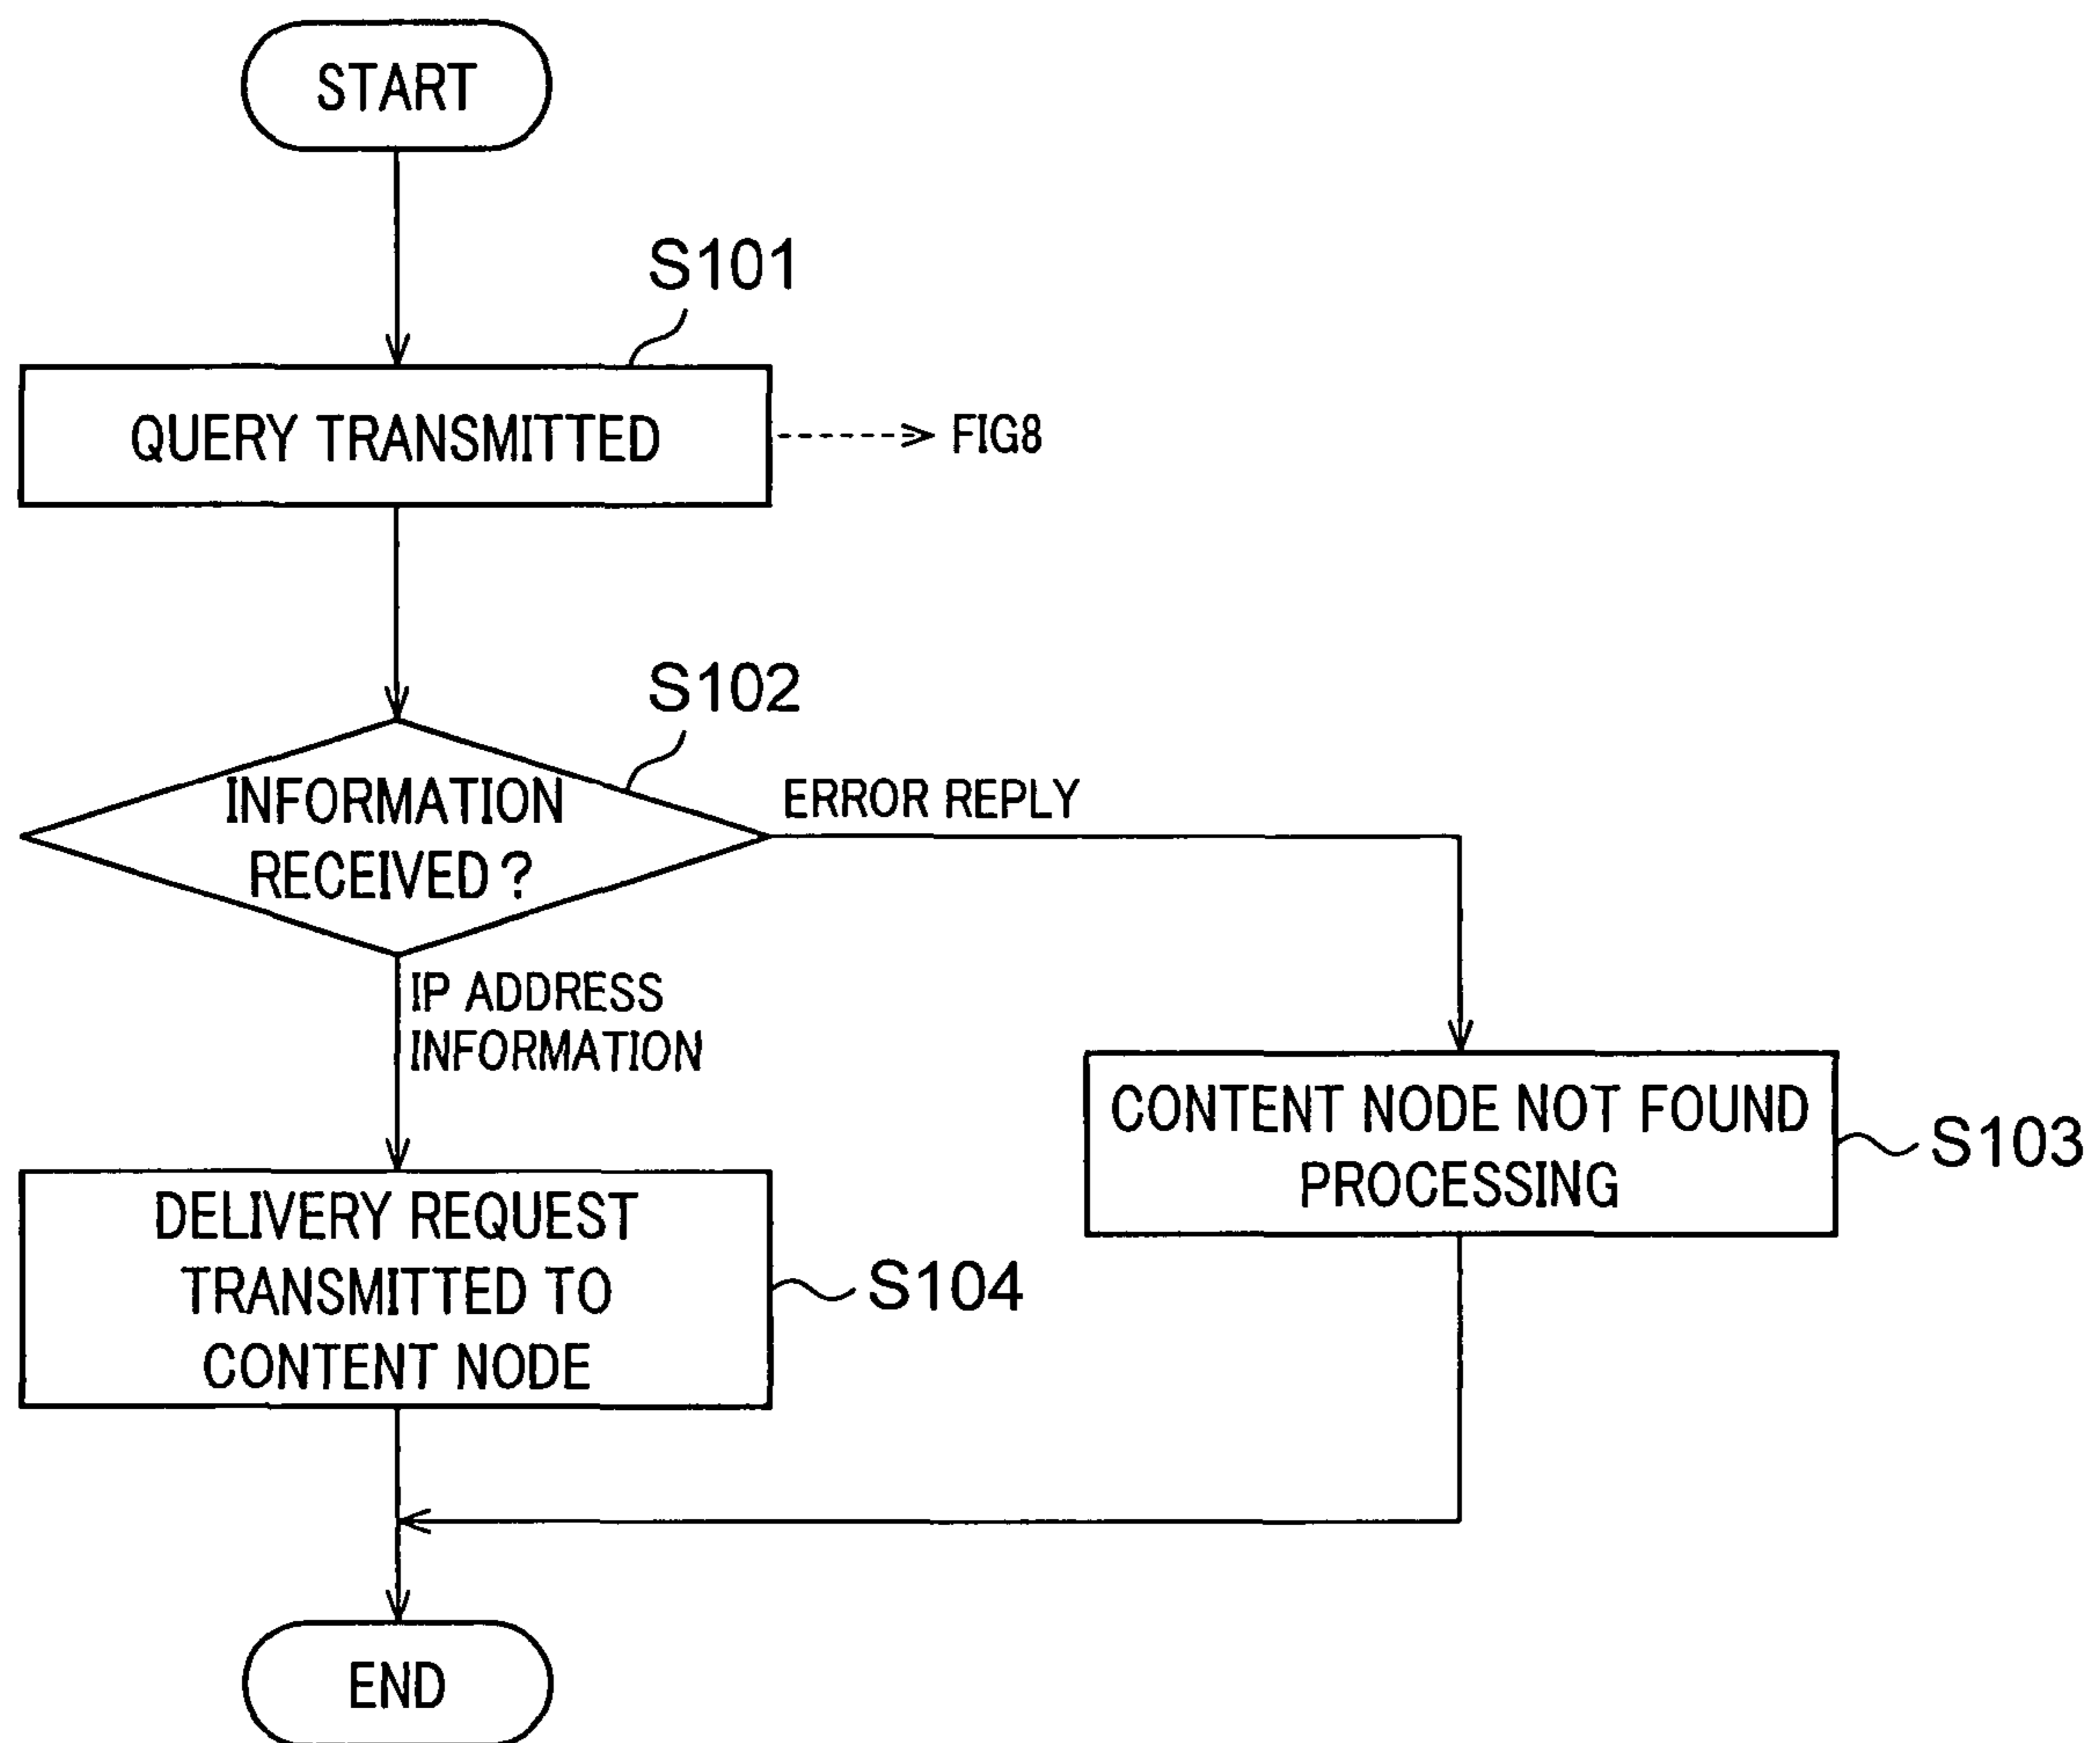 START
S101
QUERY TRANSMITTED
FIG8
S102
INFORMATION
RECEIVED?
ERROR REPLY
IP ADDRESS
INFORMATION
CONTENT NODE NOT FOUND
PROCESSING
S103
DELIVERY REQUEST
TRANSMITTED TO
CONTENT NODE
S104
END